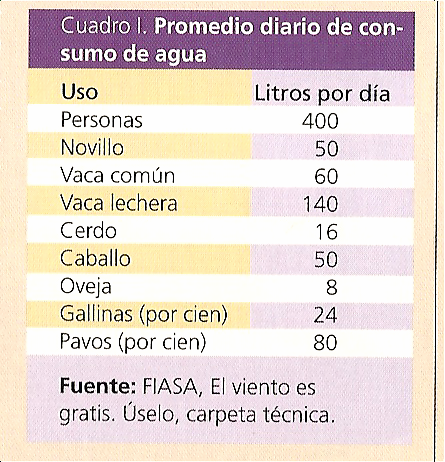 Cuadro I. Promedio diario de con-
sumo de agua
Uso Litros por día
Personas 400
Novillo 50
Vaca común 60
Vaca lechera 140
Cerdo 16
Caballo 50
Oveja 8
Gallinas (por cien) 24
Pavos (por cien) 80
Fuente: FIASA, El viento es
gratis. Úselo, carpeta técnica.